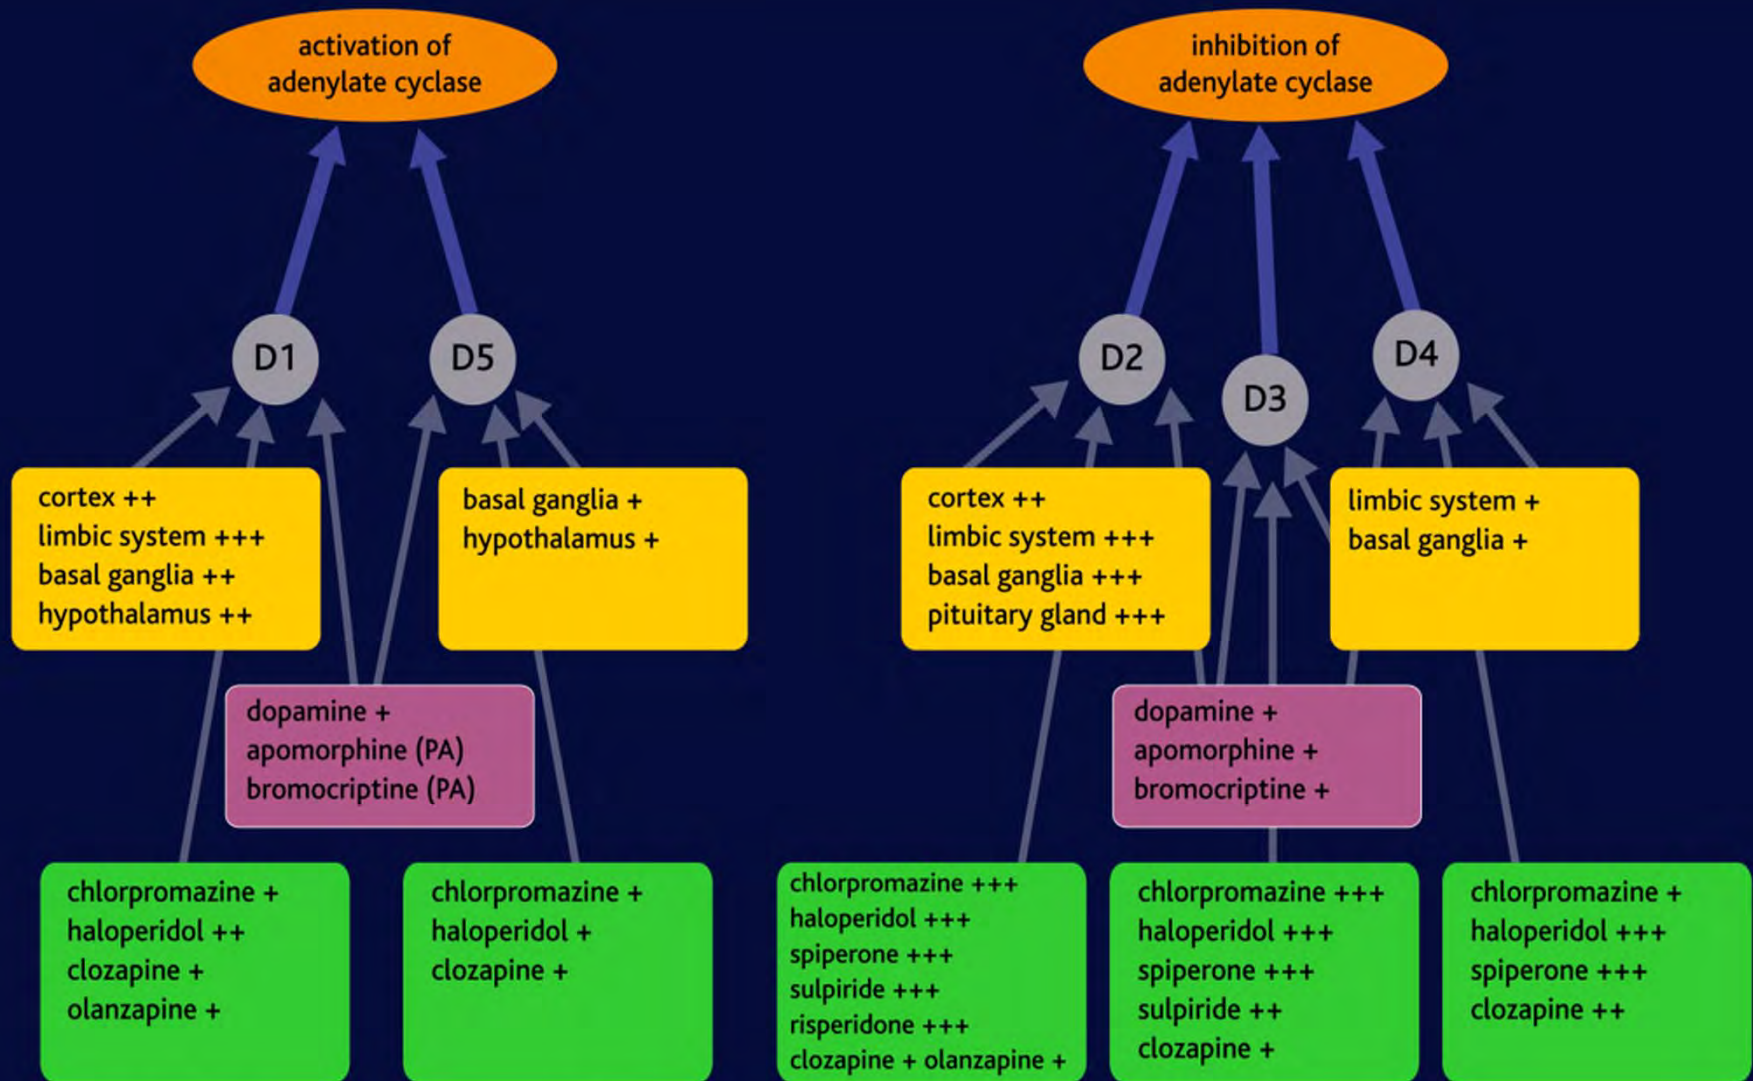 activation of
adenylate cyclase
inhibition of
adenylate cyclase
D1
D5
D2
D3
D4
cortex ++
limbic system +++
basal ganglia ++
hypothalamus ++
basal ganglia +
hypothalamus +
cortex ++
limbic system +++
basal ganglia +++
pituitary gland +++
limbic system +
basal ganglia +
dopamine +
apomorphine (PA)
bromocriptine (PA)
dopamine +
apomorphine +
bromocriptine +
chlorpromazine +
haloperidol ++
clozapine +
olanzapine +
chlorpromazine +
haloperidol +
clozapine +
chlorpromazine +++
haloperidol +++
spiperone +++
sulpiride +++
risperidone +++
clozapine + olanzapine +
chlorpromazine +++
haloperidol +++
spiperone +++
sulpiride ++
clozapine +
chlorpromazine +
haloperidol +++
spiperone +++
clozapine ++